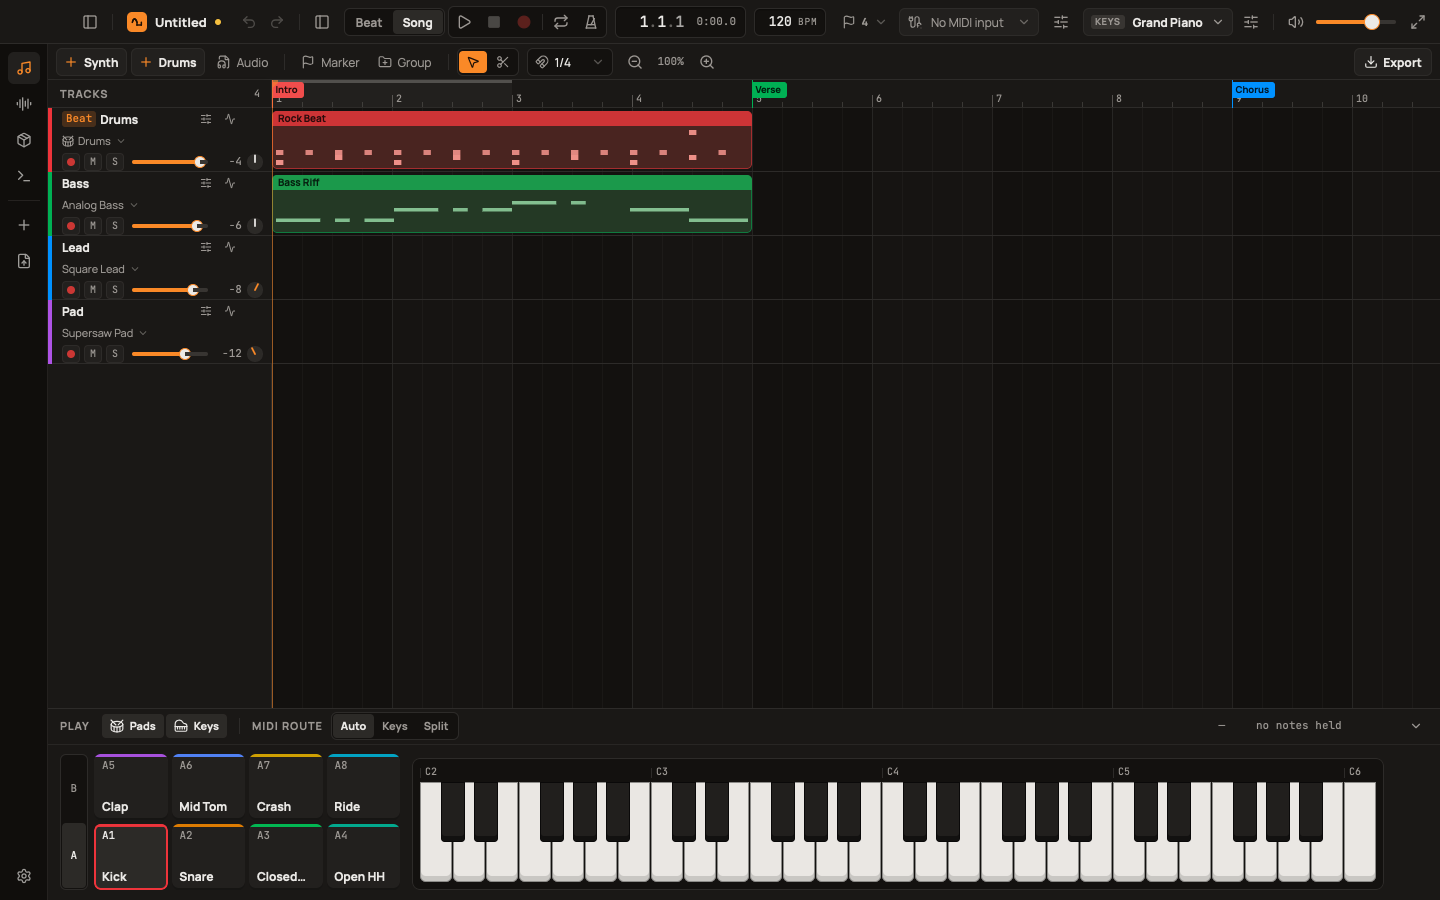 Untitled
Beat Song
1.1.1 0:00.0
120 BPM
4
No MIDI input
KEYS Grand Piano
Synth
Drums
Audio
Marker
Group
1/4
100%
Export
TRACKS 4
Intro
Verse
Chorus
1 2 3 4 5 6 7 8 9 10
Beat Drums
Drums
M S -4
Rock Beat
Bass
Analog Bass
M S -6
Bass Riff
Lead
Square Lead
M S -8
Pad
Supersaw Pad
M S -12
PLAY
Pads
Keys
MIDI ROUTE
Auto Keys Split
— no notes held
B
A
A5 Clap
A6 Mid Tom
A7 Crash
A8 Ride
A1 Kick
A2 Snare
A3 Closed...
A4 Open HH
C2 C3 C4 C5 C6